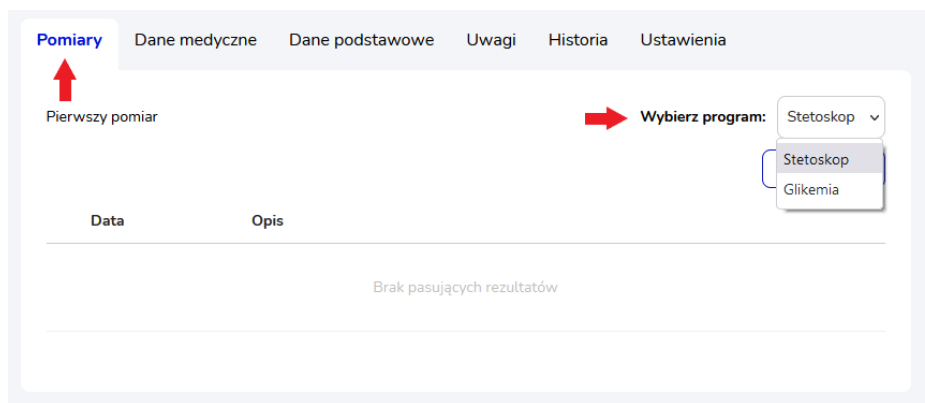 Pomiary Dane medyczne Dane podstawowe Uwagi Historia Ustawienia
Pierwszy pomiar Wybierz program: Stetoskop
Stetoskop
Glikemia
Data Opis
Brak pasujących rezultatów